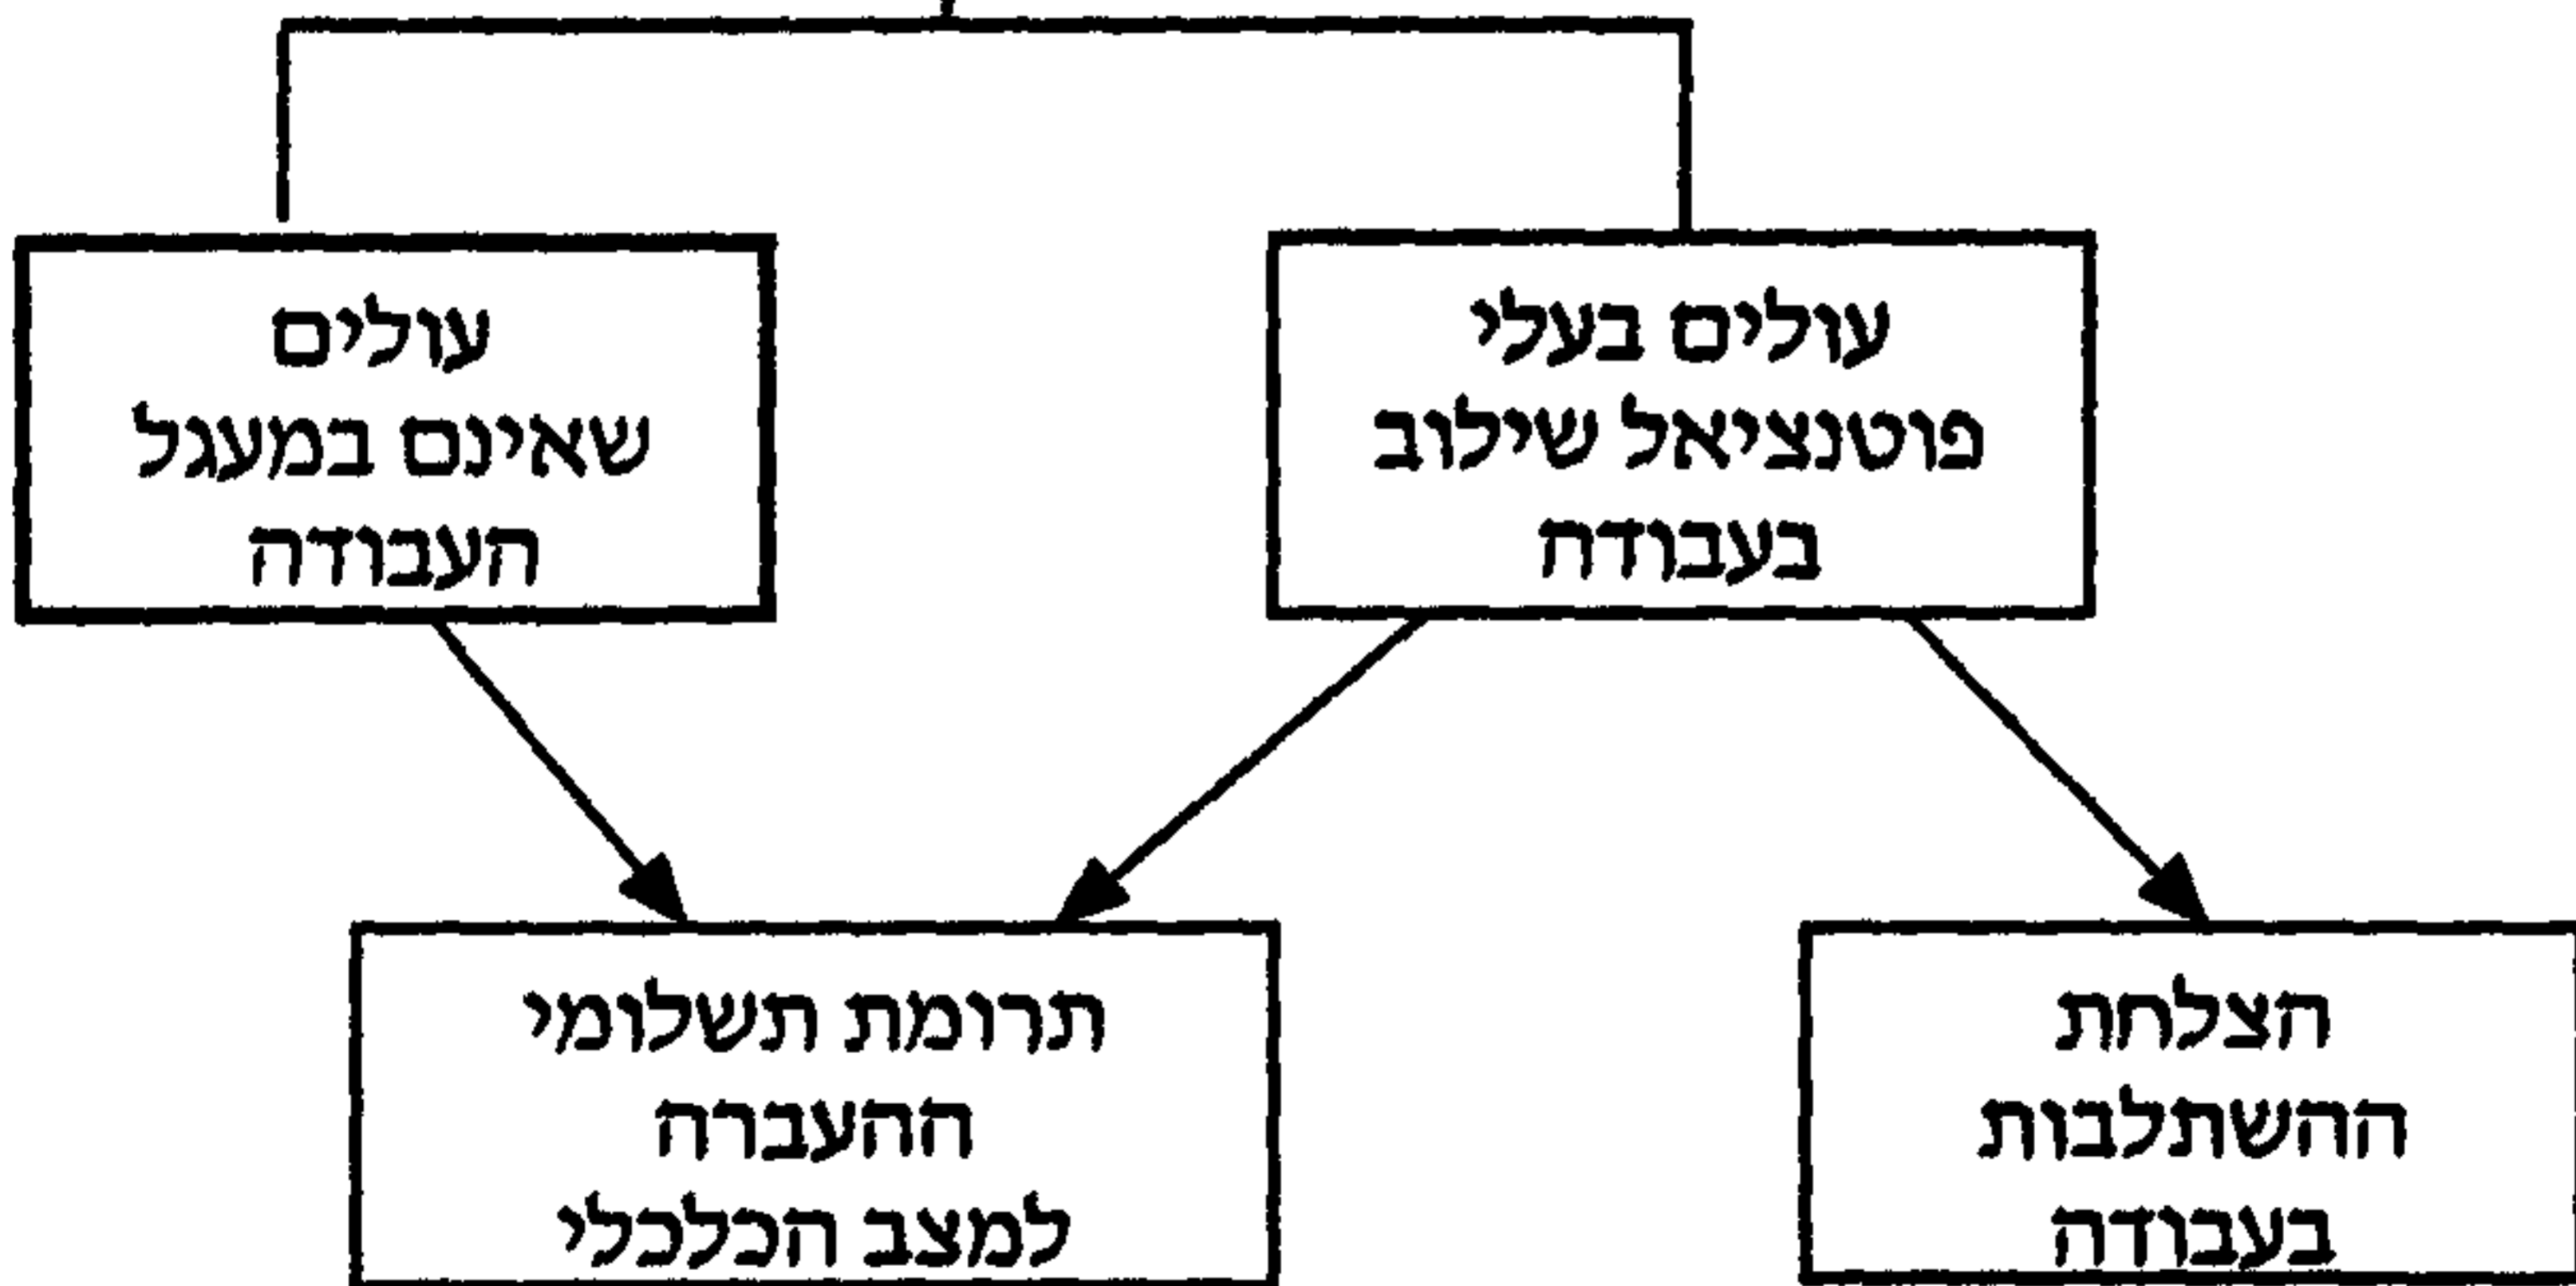 עולים בעלי
פוטנציאל שילוב
בעבודה
עולים
שאינם במעגל
העבודה
הצלחת
ההשתלבות
בעבודה
תרומת תשלומי
ההעברה
למצב הכלכלי